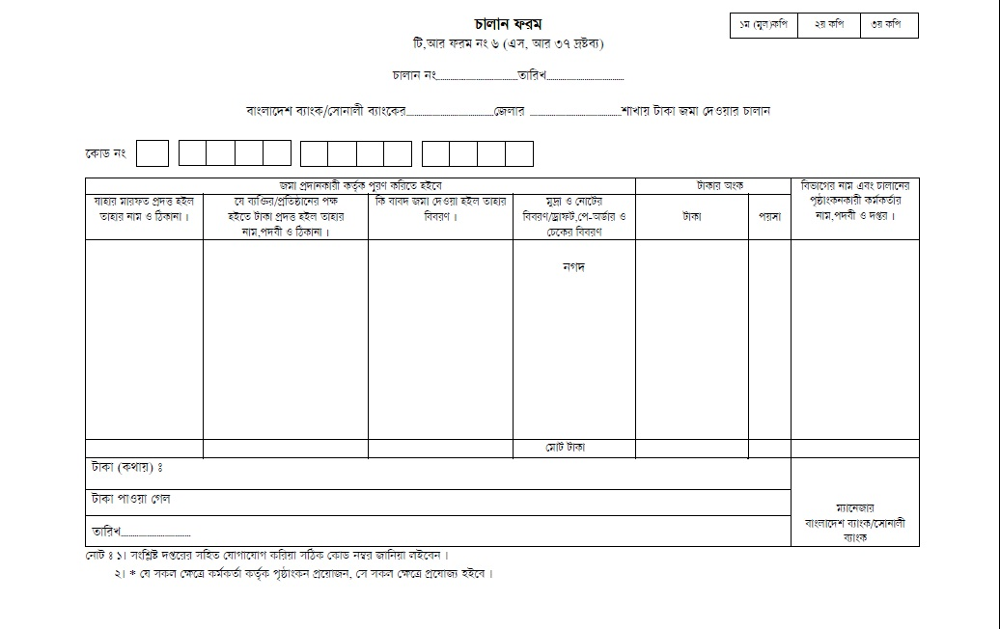 চালান ফরম
টি,আর ফরম নং ৬ (এস, আর ৩৭ দ্রষ্টব্য)
১ম (মুল)কপি ২য় কপি ৩য় কপি
চালান নং................................তারিখ................................
বাংলাদেশ ব্যাংক/সোনালী ব্যাংকের................................জেলার ................................শাখায় টাকা জমা দেওয়ার চালান
কোড নং
জমা প্রদানকারী কর্তৃক পুরণ করিতে হইবে
টাকার অংক
বিভাগের নাম এবং চালানের
পৃষ্ঠাংকনকারী কর্মকর্তার
নাম,পদবী ও দপ্তর ।
যাহার মারফত প্রদত্ত হইল
তাহার নাম ও ঠিকানা ।
যে ব্যক্তির/প্রতিষ্ঠানের পক্ষ
হইতে টাকা প্রদত্ত হইল তাহার
নাম,পদবী ও ঠিকানা ।
কি বাবদ জমা দেওয়া হইল তাহার
বিবরণ ।
মুদ্রা ও নোটের
বিবরণ/ড্রাফট,পে-অর্ডার ও
চেকের বিবরণ
টাকা
পয়সা
নগদ
মোট টাকা
টাকা (কথায়) ঃ
টাকা পাওয়া গেল
তারিখ................................
ম্যানেজার
বাংলাদেশ ব্যাংক/সোনালী
ব্যাংক
নোট ঃ ১। সংশ্লিষ্ট দপ্তরের সহিত যোগাযোগ করিয়া সঠিক কোড নম্বর জানিয়া লইবেন ।
২। * যে সকল ক্ষেত্রে কর্মকর্তা কর্তৃক পৃষ্ঠাংকন প্রয়োজন, সে সকল ক্ষেত্রে প্রযোজ্য হইবে ।